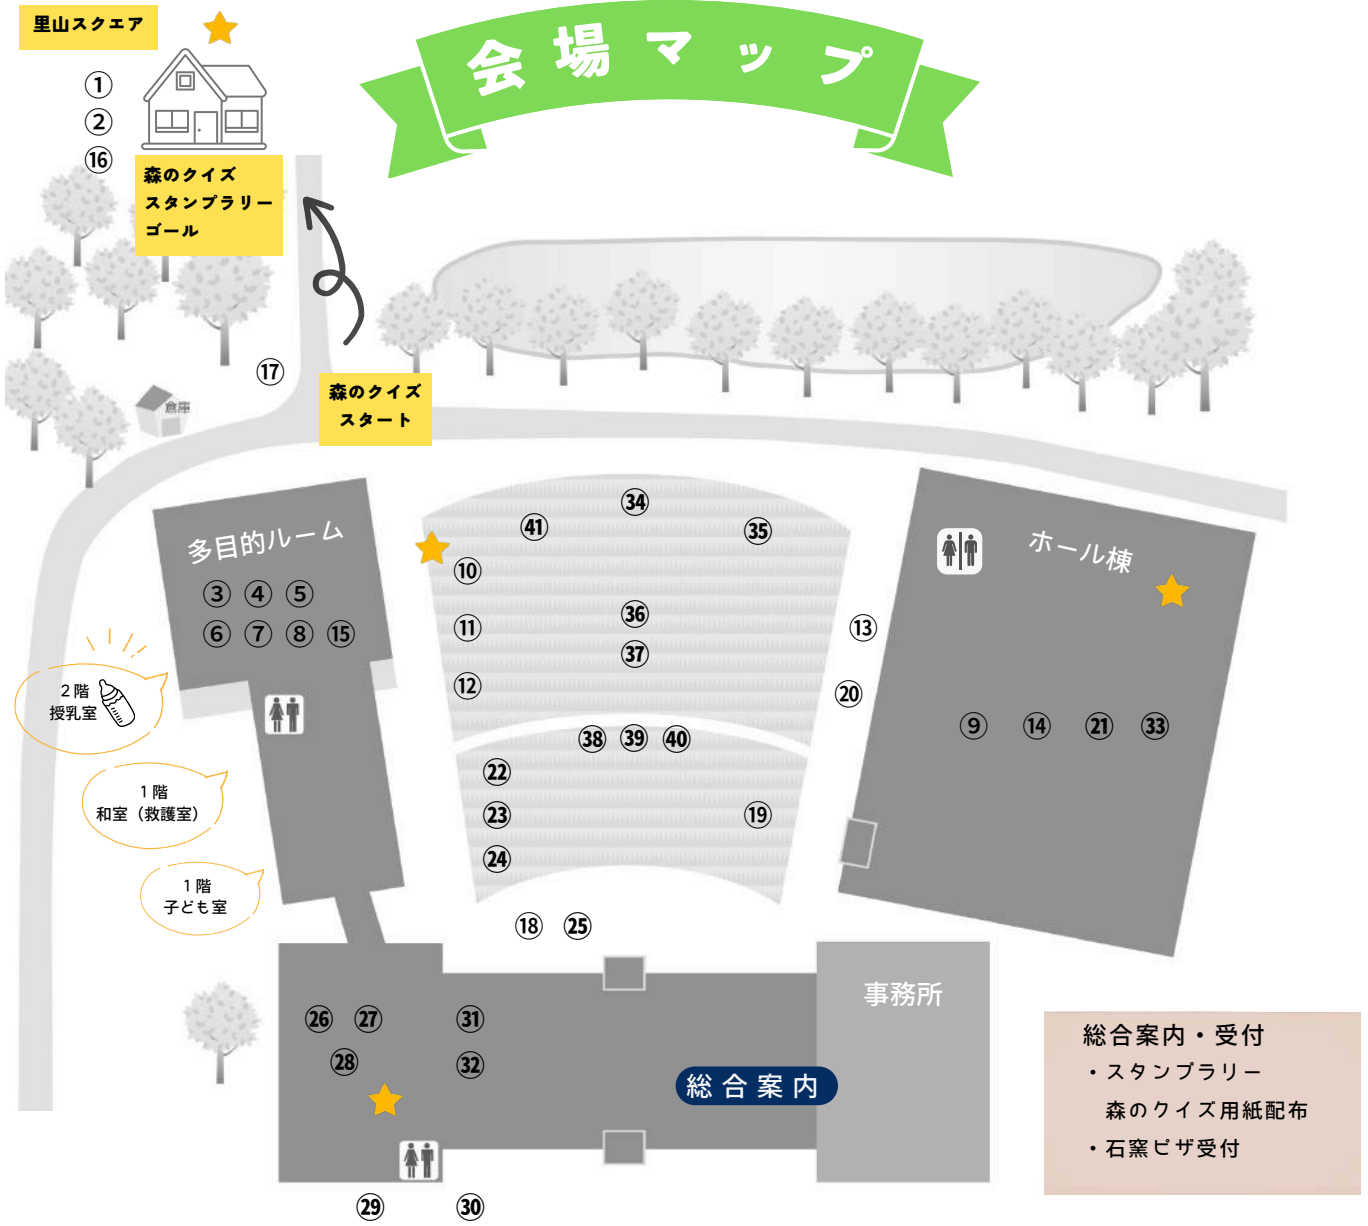 会場マップ
里山スクエア
①
②
⑯
森のクイズ
スタンプラリー
ゴール
⑰
森のクイズ
スタート
倉庫
多目的ルーム
③ ④ ⑤
⑥ ⑦ ⑧ ⑮
2階
授乳室
1階
和室（救護室）
1階
子ども室
㉞
㊶ ㉟
⑩
㊱
⑪
㊲
⑫
㊳ ㊴ ㊵
㉒
㉓ ⑲
㉔
⑱ ㉕
⑬
⑳
ホール棟
⑨ ⑭ ㉑ ㉝
㉖ ㉗ ㉛
㉘ ㉜
総合案内
事務所
㉙ ㉚
総合案内・受付
・スタンプラリー
森のクイズ用紙配布
・石窯ピザ受付